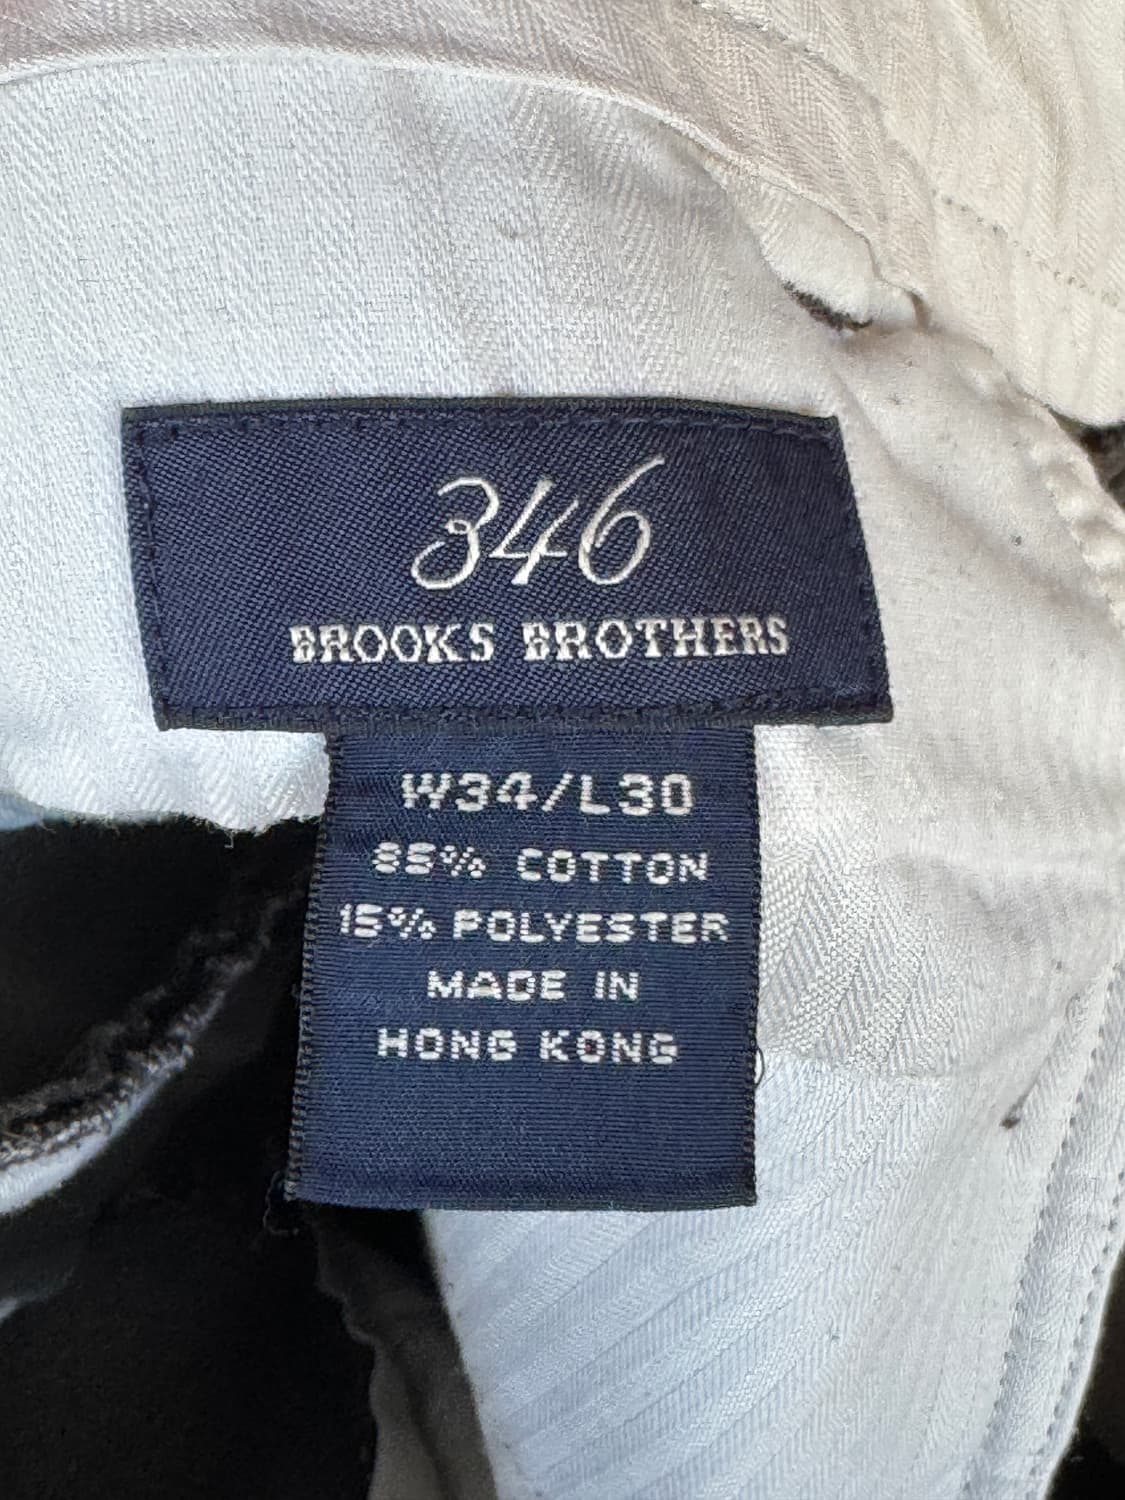 346
BROOKS BROTHERS
W34/L30
85% COTTON
15% POLYESTER
MADE IN
HONG KONG